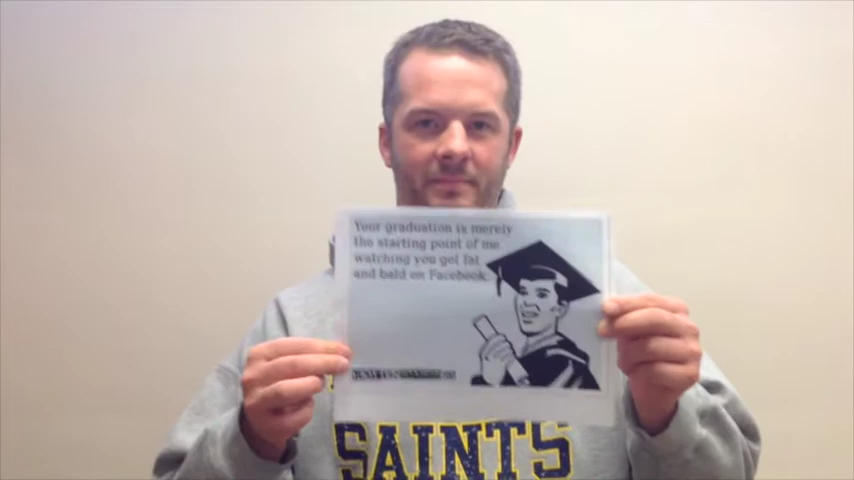 Your graduation is merely
the starting point of me
watching you get fat
and bald on Facebook.
SAINTS